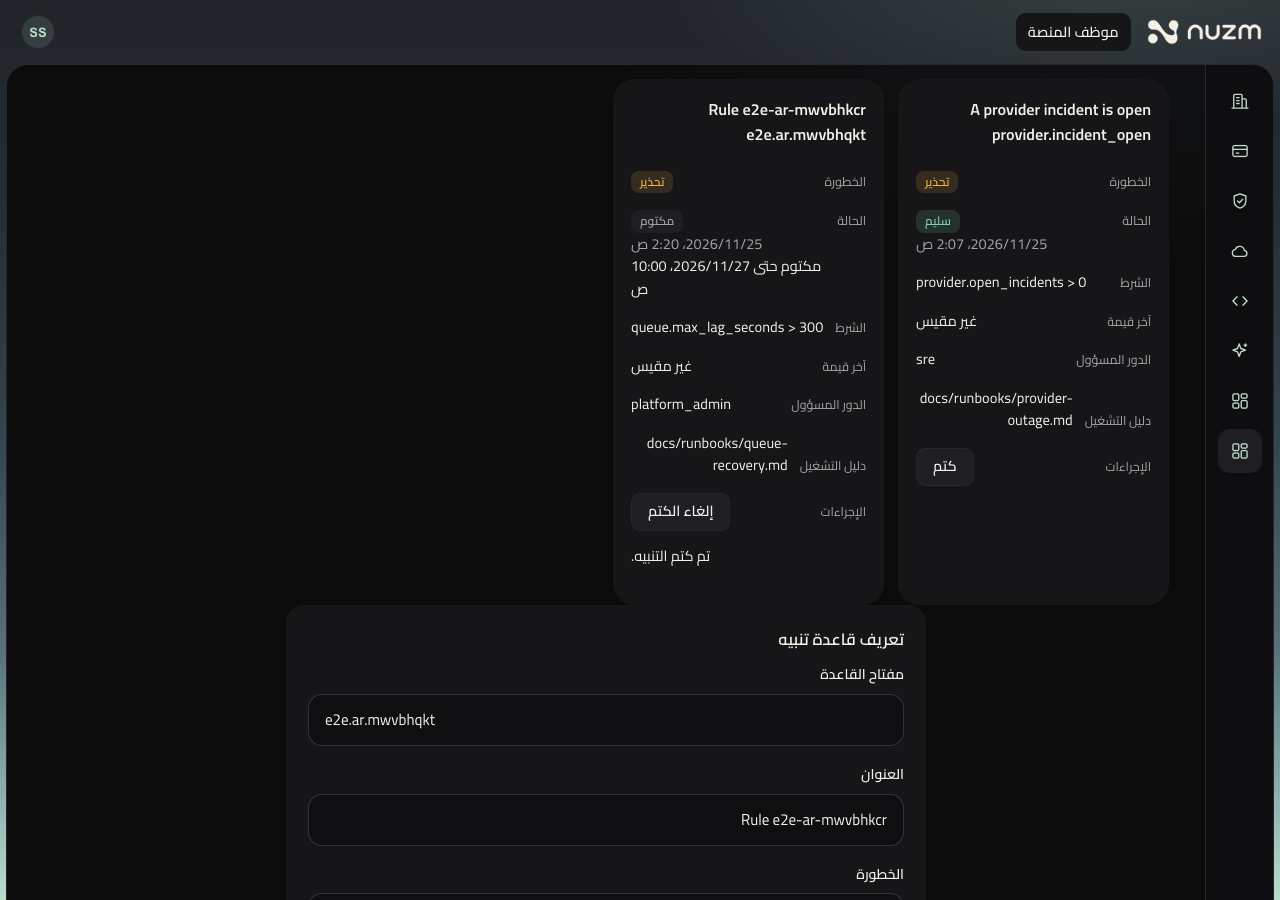 nuzm
موظف المنصة
SS
A provider incident is open
provider.incident_open
الخطورة
تحذير
الحالة
سليم
2026/11/25، 2:07 ص
الشرط
provider.open_incidents > 0
آخر قيمة
غير مقيس
الدور المسؤول
sre
دليل التشغيل
docs/runbooks/provider-
outage.md
الإجراءات
كتم
Rule e2e-ar-mwvbhkcr
e2e.ar.mwvbhqkt
الخطورة
تحذير
الحالة
مكتوم
2026/11/25، 2:20 ص
مكتوم حتى 2026/11/27، 10:00
ص
الشرط
queue.max_lag_seconds > 300
آخر قيمة
غير مقيس
الدور المسؤول
platform_admin
دليل التشغيل
docs/runbooks/queue-
recovery.md
الإجراءات
إلغاء الكتم
تم كتم التنبيه.
تعريف قاعدة تنبيه
مفتاح القاعدة
e2e.ar.mwvbhqkt
العنوان
Rule e2e-ar-mwvbhkcr
الخطورة